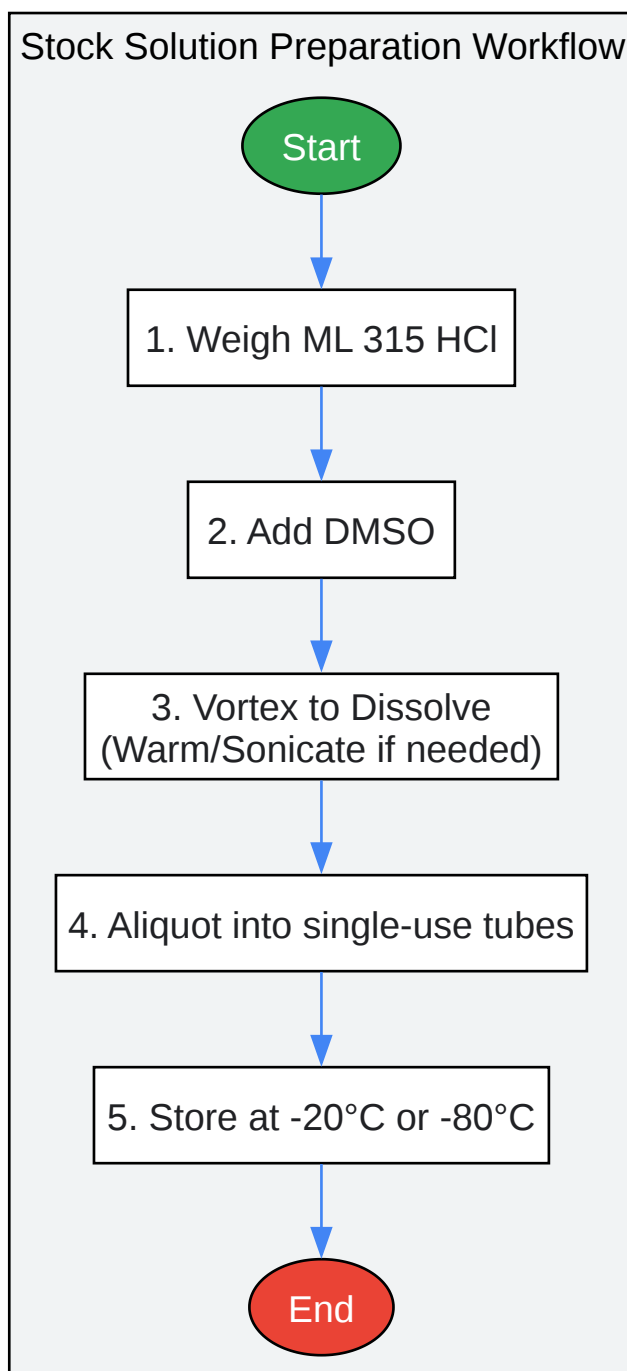 Stock Solution Preparation Workflow
Start
1. Weigh ML 315 HCl
2. Add DMSO
3. Vortex to Dissolve
(Warm/Sonicate if needed)
4. Aliquot into single-use tubes
5. Store at -20°C or -80°C
End